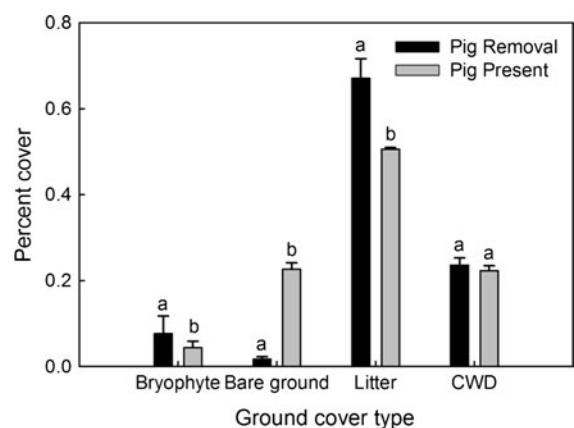 0.8
0.6
0.4
0.2
0.0
Percent cover
Pig Removal
Pig Present
a
b
a
b
a
b
a
a
Bryophyte
Bare ground
Litter
CWD
Ground cover type